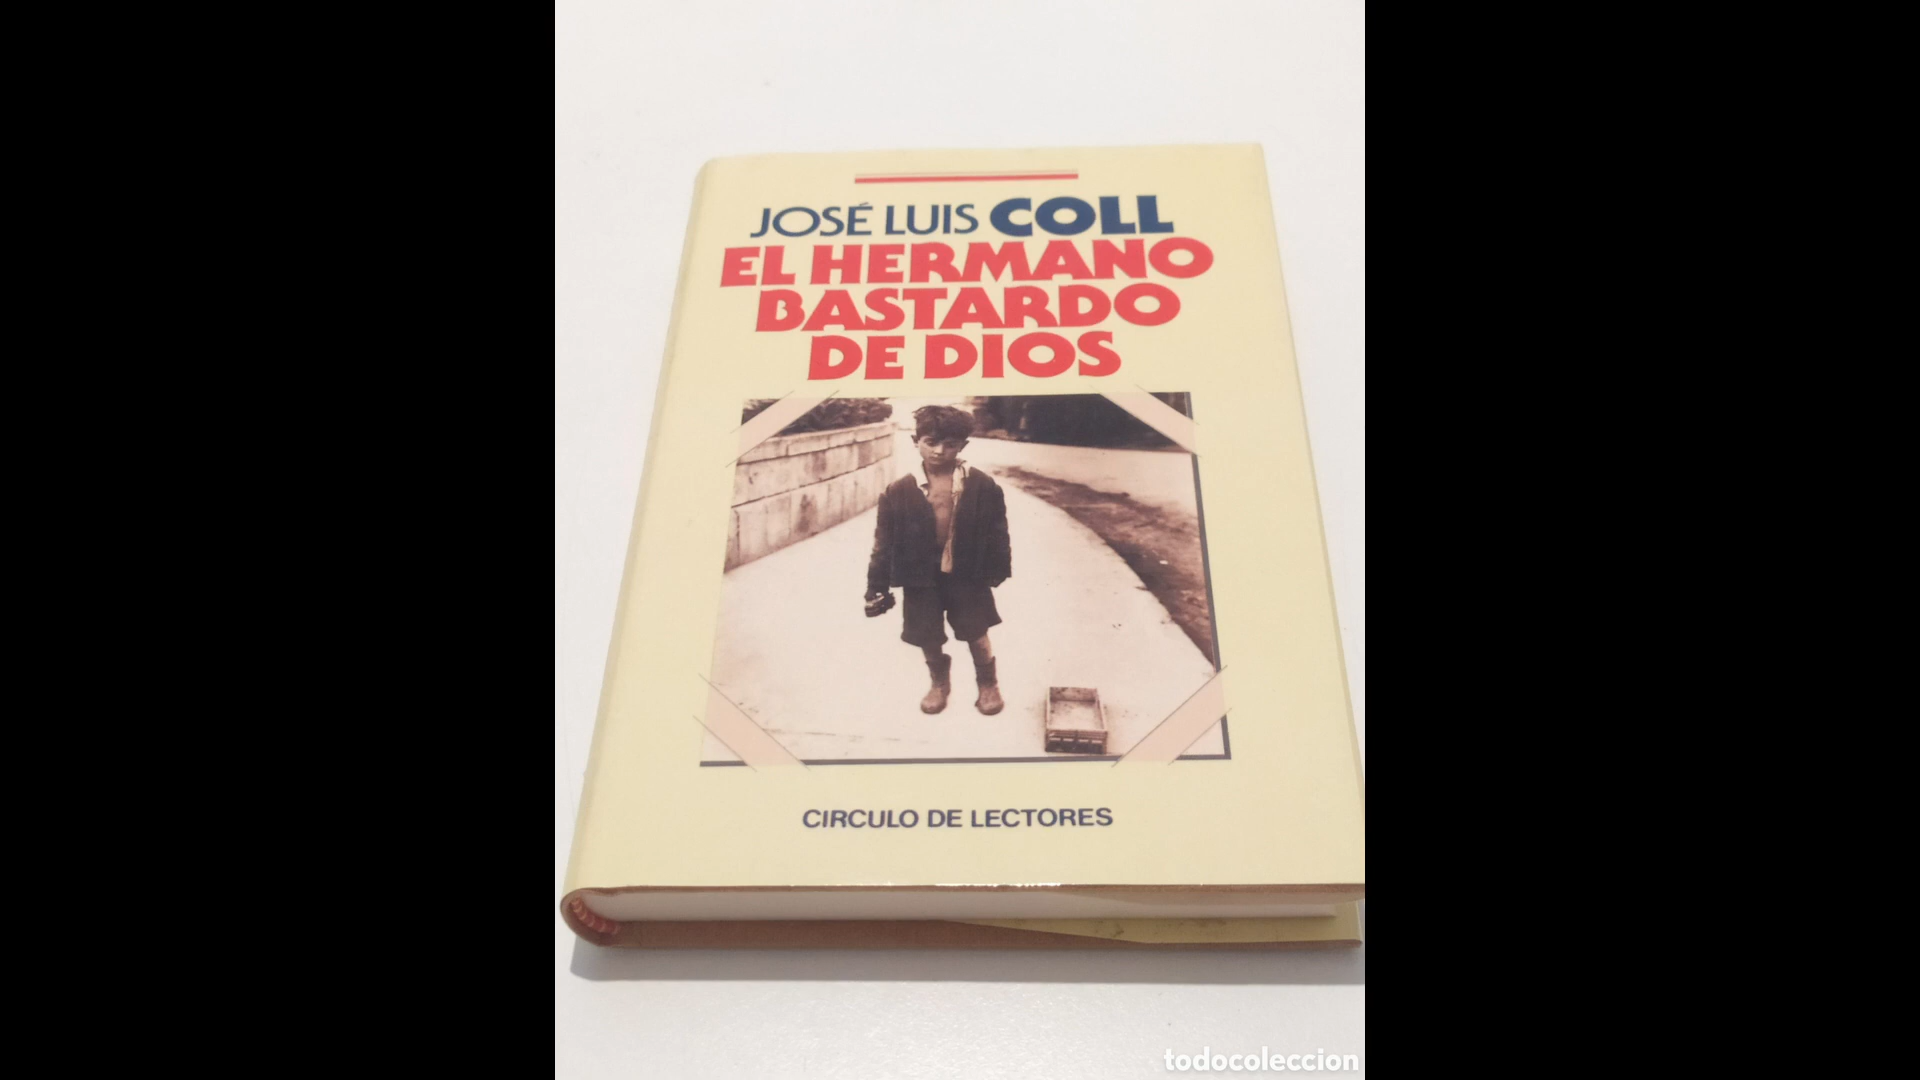 JOSÉ LUIS COLL
EL HERMANO
BASTARDO
DE DIOS
CIRCULO DE LECTORES
todocoleccion